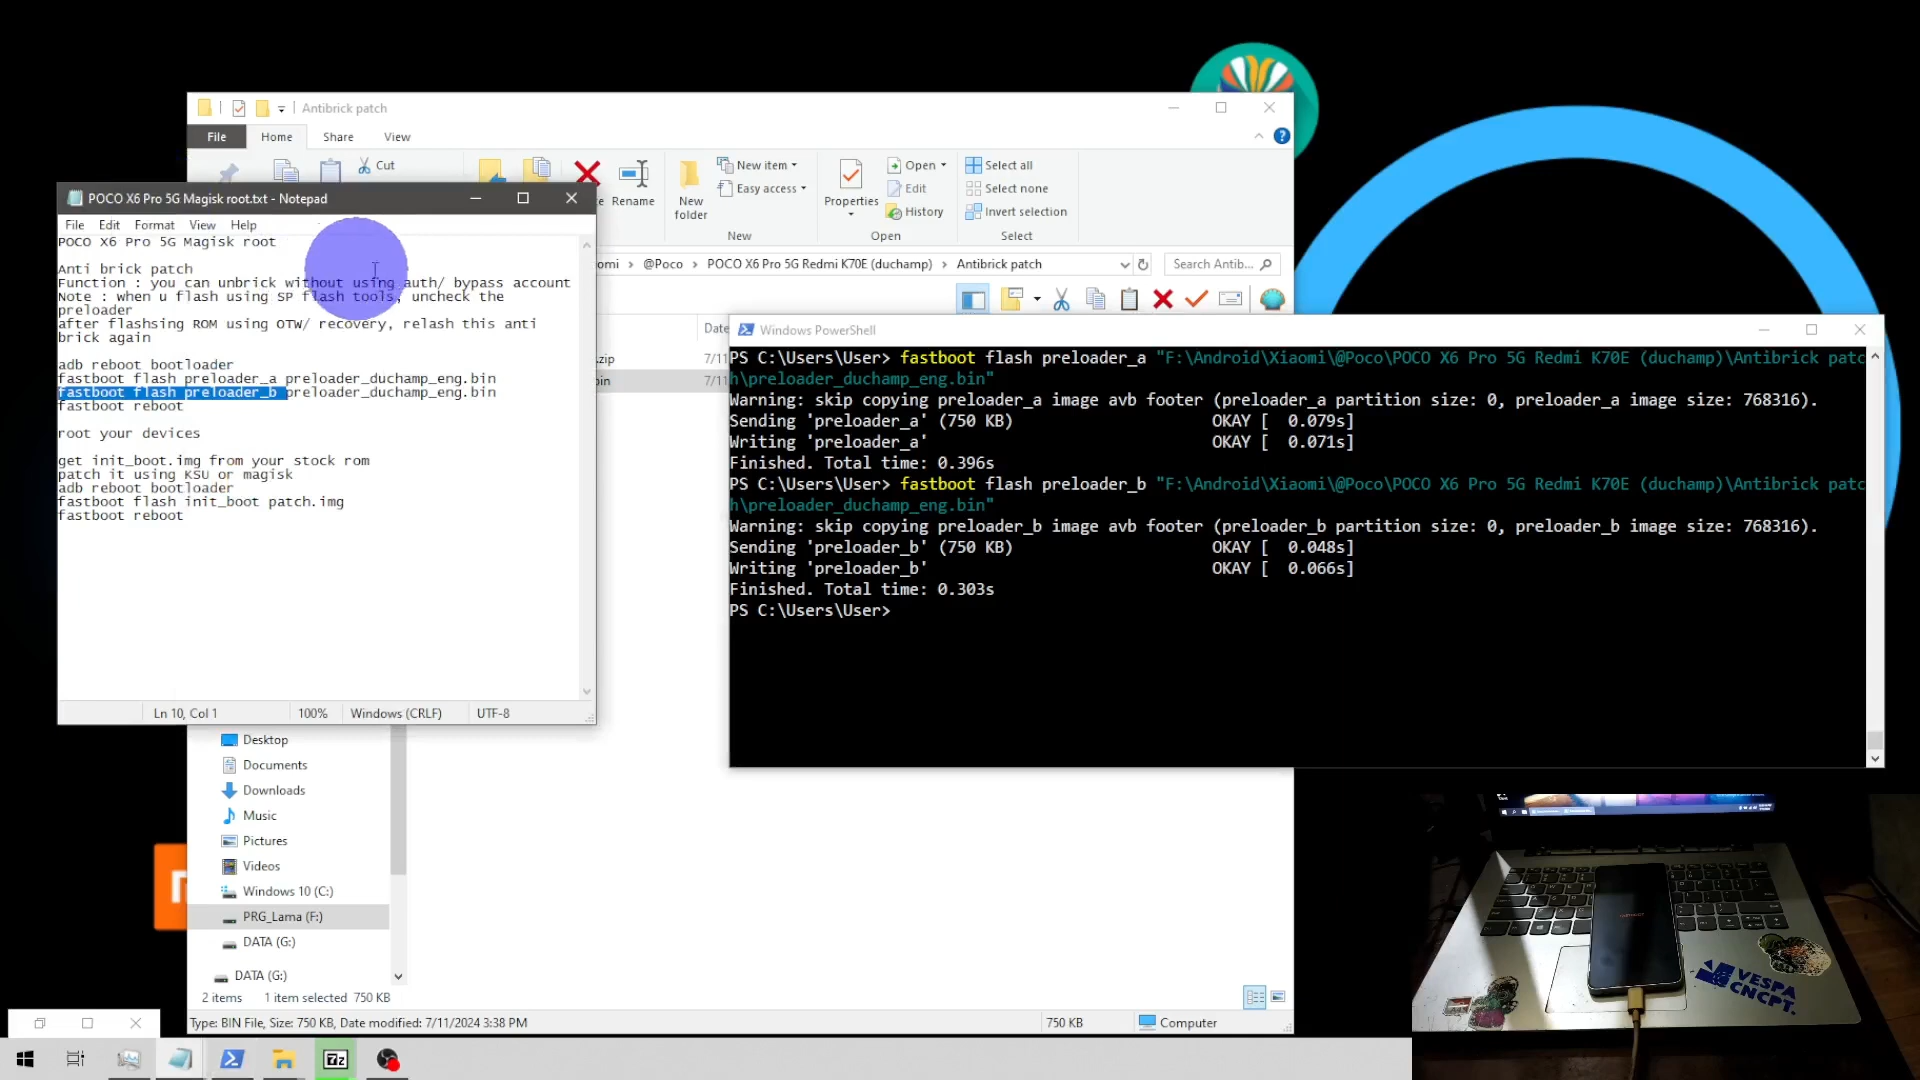 Antibrick patch
File
Home
Share
View
Cut
Rename
New folder
New item
Easy access
New
Properties
Open
Edit
History
Open
Select all
Select none
Invert selection
Select
@Poco > POCO X6 Pro 5G Redmi K70E (duchamp) > Antibrick patch
Search Antib...
Date
.zip
7/11
bin
7/11
POCO X6 Pro 5G Magisk root.txt - Notepad
File Edit Format View Help
POCO X6 Pro 5G Magisk root
Anti brick patch
Function : you can unbrick without using auth/ bypass account
Note : when u flash using SP flash tools, uncheck the
preloader
after flashsing ROM using OTW/ recovery, relash this anti
brick again
adb reboot bootloader
fastboot flash preloader_a preloader_duchamp_eng.bin
fastboot flash preloader_b preloader_duchamp_eng.bin
fastboot reboot
root your devices
get init_boot.img from your stock rom
patch it using KSU or magisk
adb reboot bootloader
fastboot flash init_boot patch.img
fastboot reboot
Ln 10, Col 1
100%
Windows (CRLF)
UTF-8
Windows PowerShell
PS C:\Users\User> fastboot flash preloader_a "F:\Android\Xiaomi\@Poco\POCO X6 Pro 5G Redmi K70E (duchamp)\Antibrick patc
h\preloader_duchamp_eng.bin"
Warning: skip copying preloader_a image avb footer (preloader_a partition size: 0, preloader_a image size: 768316).
Sending 'preloader_a' (750 KB) OKAY [ 0.079s]
Writing 'preloader_a' OKAY [ 0.071s]
Finished. Total time: 0.396s
PS C:\Users\User> fastboot flash preloader_b "F:\Android\Xiaomi\@Poco\POCO X6 Pro 5G Redmi K70E (duchamp)\Antibrick patc
h\preloader_duchamp_eng.bin"
Warning: skip copying preloader_b image avb footer (preloader_b partition size: 0, preloader_b image size: 768316).
Sending 'preloader_b' (750 KB) OKAY [ 0.048s]
Writing 'preloader_b' OKAY [ 0.066s]
Finished. Total time: 0.303s
PS C:\Users\User>
Desktop
Documents
Downloads
Music
Pictures
Videos
Windows 10 (C:)
PRG_Lama (F:)
DATA (G:)
DATA (G:)
2 items
1 item selected 750 KB
Type: BIN File, Size: 750 KB, Date modified: 7/11/2024 3:38 PM
750 KB
Computer
7z
VESPA
CNCPT.